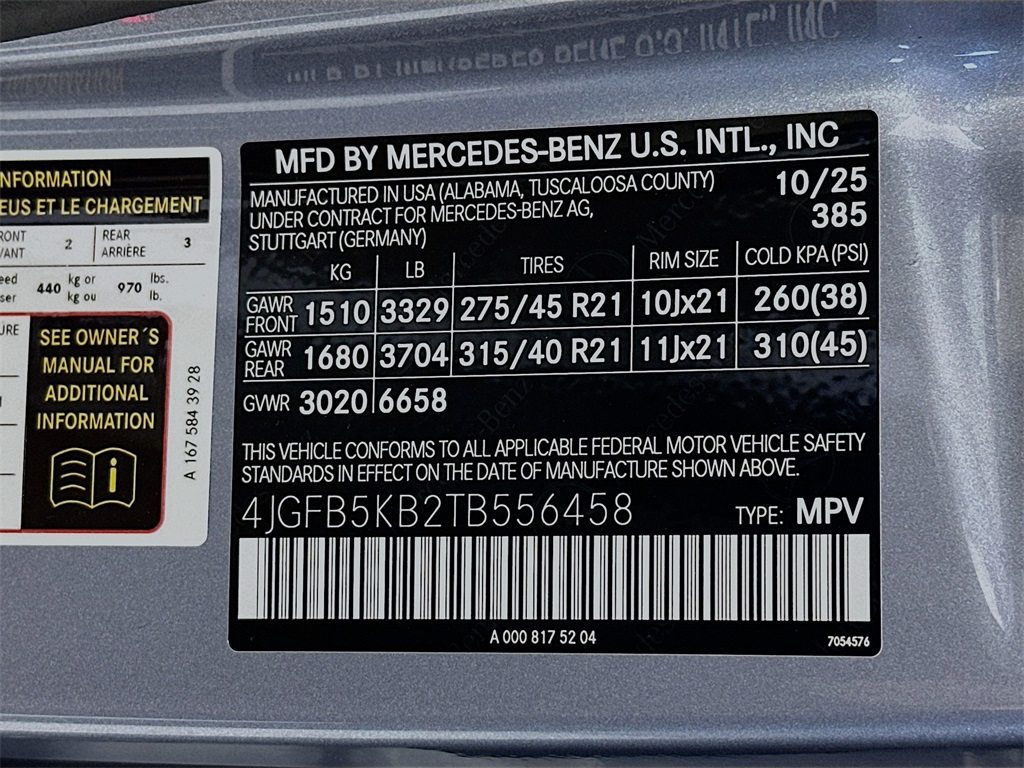 NFORMATION
EUS ET LE CHARGEMENT
2
REAR
ARRIÈRE
3
440 kg or
kg ou 970 lbs.
lb.
SEE OWNER´S
MANUAL FOR
ADDITIONAL
INFORMATION
i
A 167 584 39 28
MFD BY MERCEDES-BENZ U.S. INTL., INC
MANUFACTURED IN USA (ALABAMA, TUSCALOOSA COUNTY) 10/25
UNDER CONTRACT FOR MERCEDES-BENZ AG, 385
STUTTGART (GERMANY)
KG LB TIRES RIM SIZE COLD KPA (PSI)
GAWR FRONT 1510 3329 275/45 R21 10Jx21 260(38)
GAWR REAR 1680 3704 315/40 R21 11Jx21 310(45)
GVWR 3020 6658
THIS VEHICLE CONFORMS TO ALL APPLICABLE FEDERAL MOTOR VEHICLE SAFETY
STANDARDS IN EFFECT ON THE DATE OF MANUFACTURE SHOWN ABOVE.
4JGFB5KB2TB556458 TYPE: MPV
A 000 817 52 04 7054576